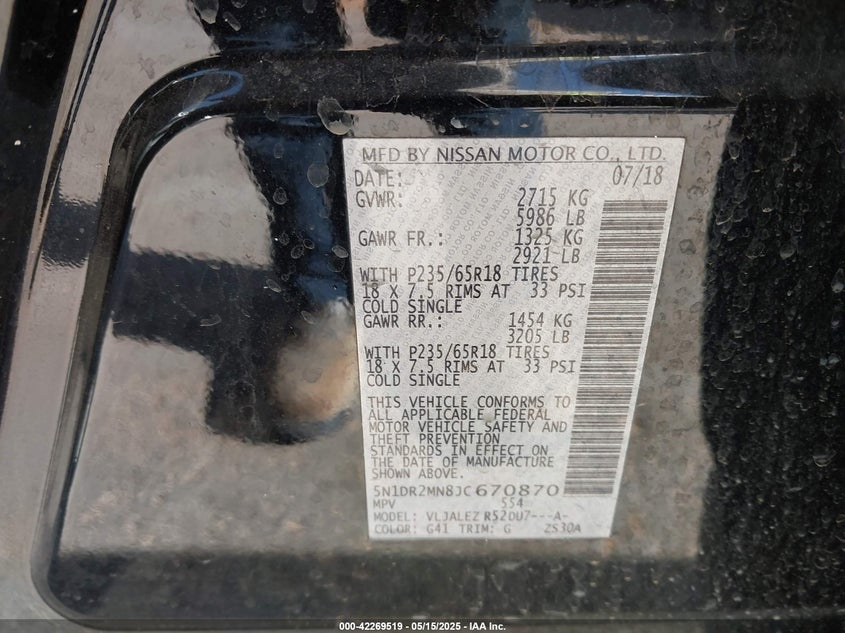 MFD BY NISSAN MOTOR CO., LTD.
DATE: 07/18
GVWR: 2715 KG
5986 LB
GAWR FR.: 1325 KG
2921 LB
WITH P235/65R18 TIRES
18 X 7.5 RIMS AT 33 PSI
COLD SINGLE
GAWR RR.: 1454 KG
3205 LB
WITH P235/65R18 TIRES
18 X 7.5 RIMS AT 33 PSI
COLD SINGLE
THIS VEHICLE CONFORMS TO
ALL APPLICABLE FEDERAL
MOTOR VEHICLE SAFETY AND
THEFT PREVENTION
STANDARDS IN EFFECT ON
THE DATE OF MANUFACTURE
SHOWN ABOVE.
5N1DR2MN8JC670870
MPV 554
MODEL: VLJALEZ R52DU7---A-
COLOR: G41 TRIM: G ZS30A
000-42269519 — 05/15/2025 — IAA Inc.